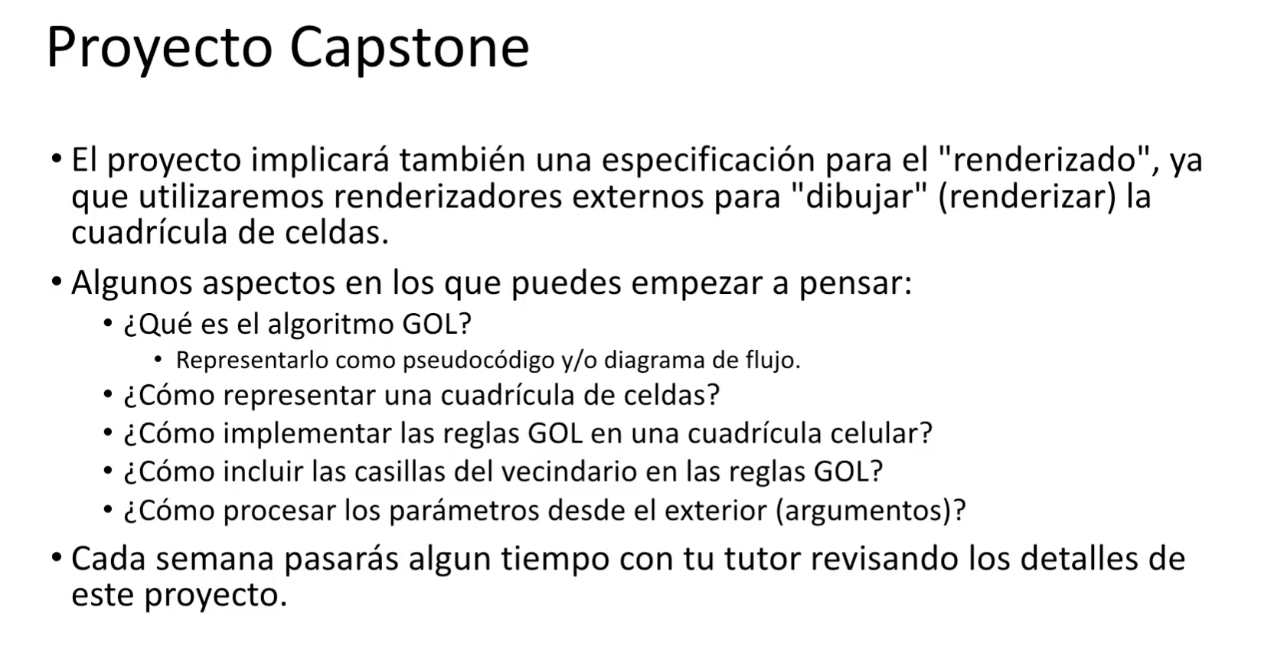 Proyecto Capstone
• El proyecto implicará también una especificación para el "renderizado", ya
que utilizaremos renderizadores externos para "dibujar" (renderizar) la
cuadrícula de celdas.
• Algunos aspectos en los que puedes empezar a pensar:
• ¿Qué es el algoritmo GOL?
• Representarlo como pseudocódigo y/o diagrama de flujo.
• ¿Cómo representar una cuadrícula de celdas?
• ¿Cómo implementar las reglas GOL en una cuadrícula celular?
• ¿Cómo incluir las casillas del vecindario en las reglas GOL?
• ¿Cómo procesar los parámetros desde el exterior (argumentos)?
• Cada semana pasarás algun tiempo con tu tutor revisando los detalles de
este proyecto.